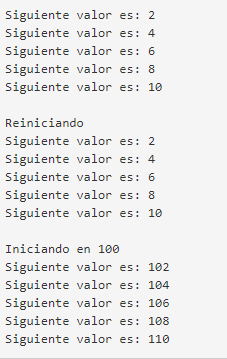 Siguiente valor es: 2
Siguiente valor es: 4
Siguiente valor es: 6
Siguiente valor es: 8
Siguiente valor es: 10

Reiniciando
Siguiente valor es: 2
Siguiente valor es: 4
Siguiente valor es: 6
Siguiente valor es: 8
Siguiente valor es: 10

Iniciando en 100
Siguiente valor es: 102
Siguiente valor es: 104
Siguiente valor es: 106
Siguiente valor es: 108
Siguiente valor es: 110